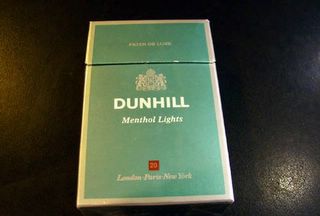 FILTER DE LUXE
DUNHILL
Menthol Lights
20
London·Paris·New York